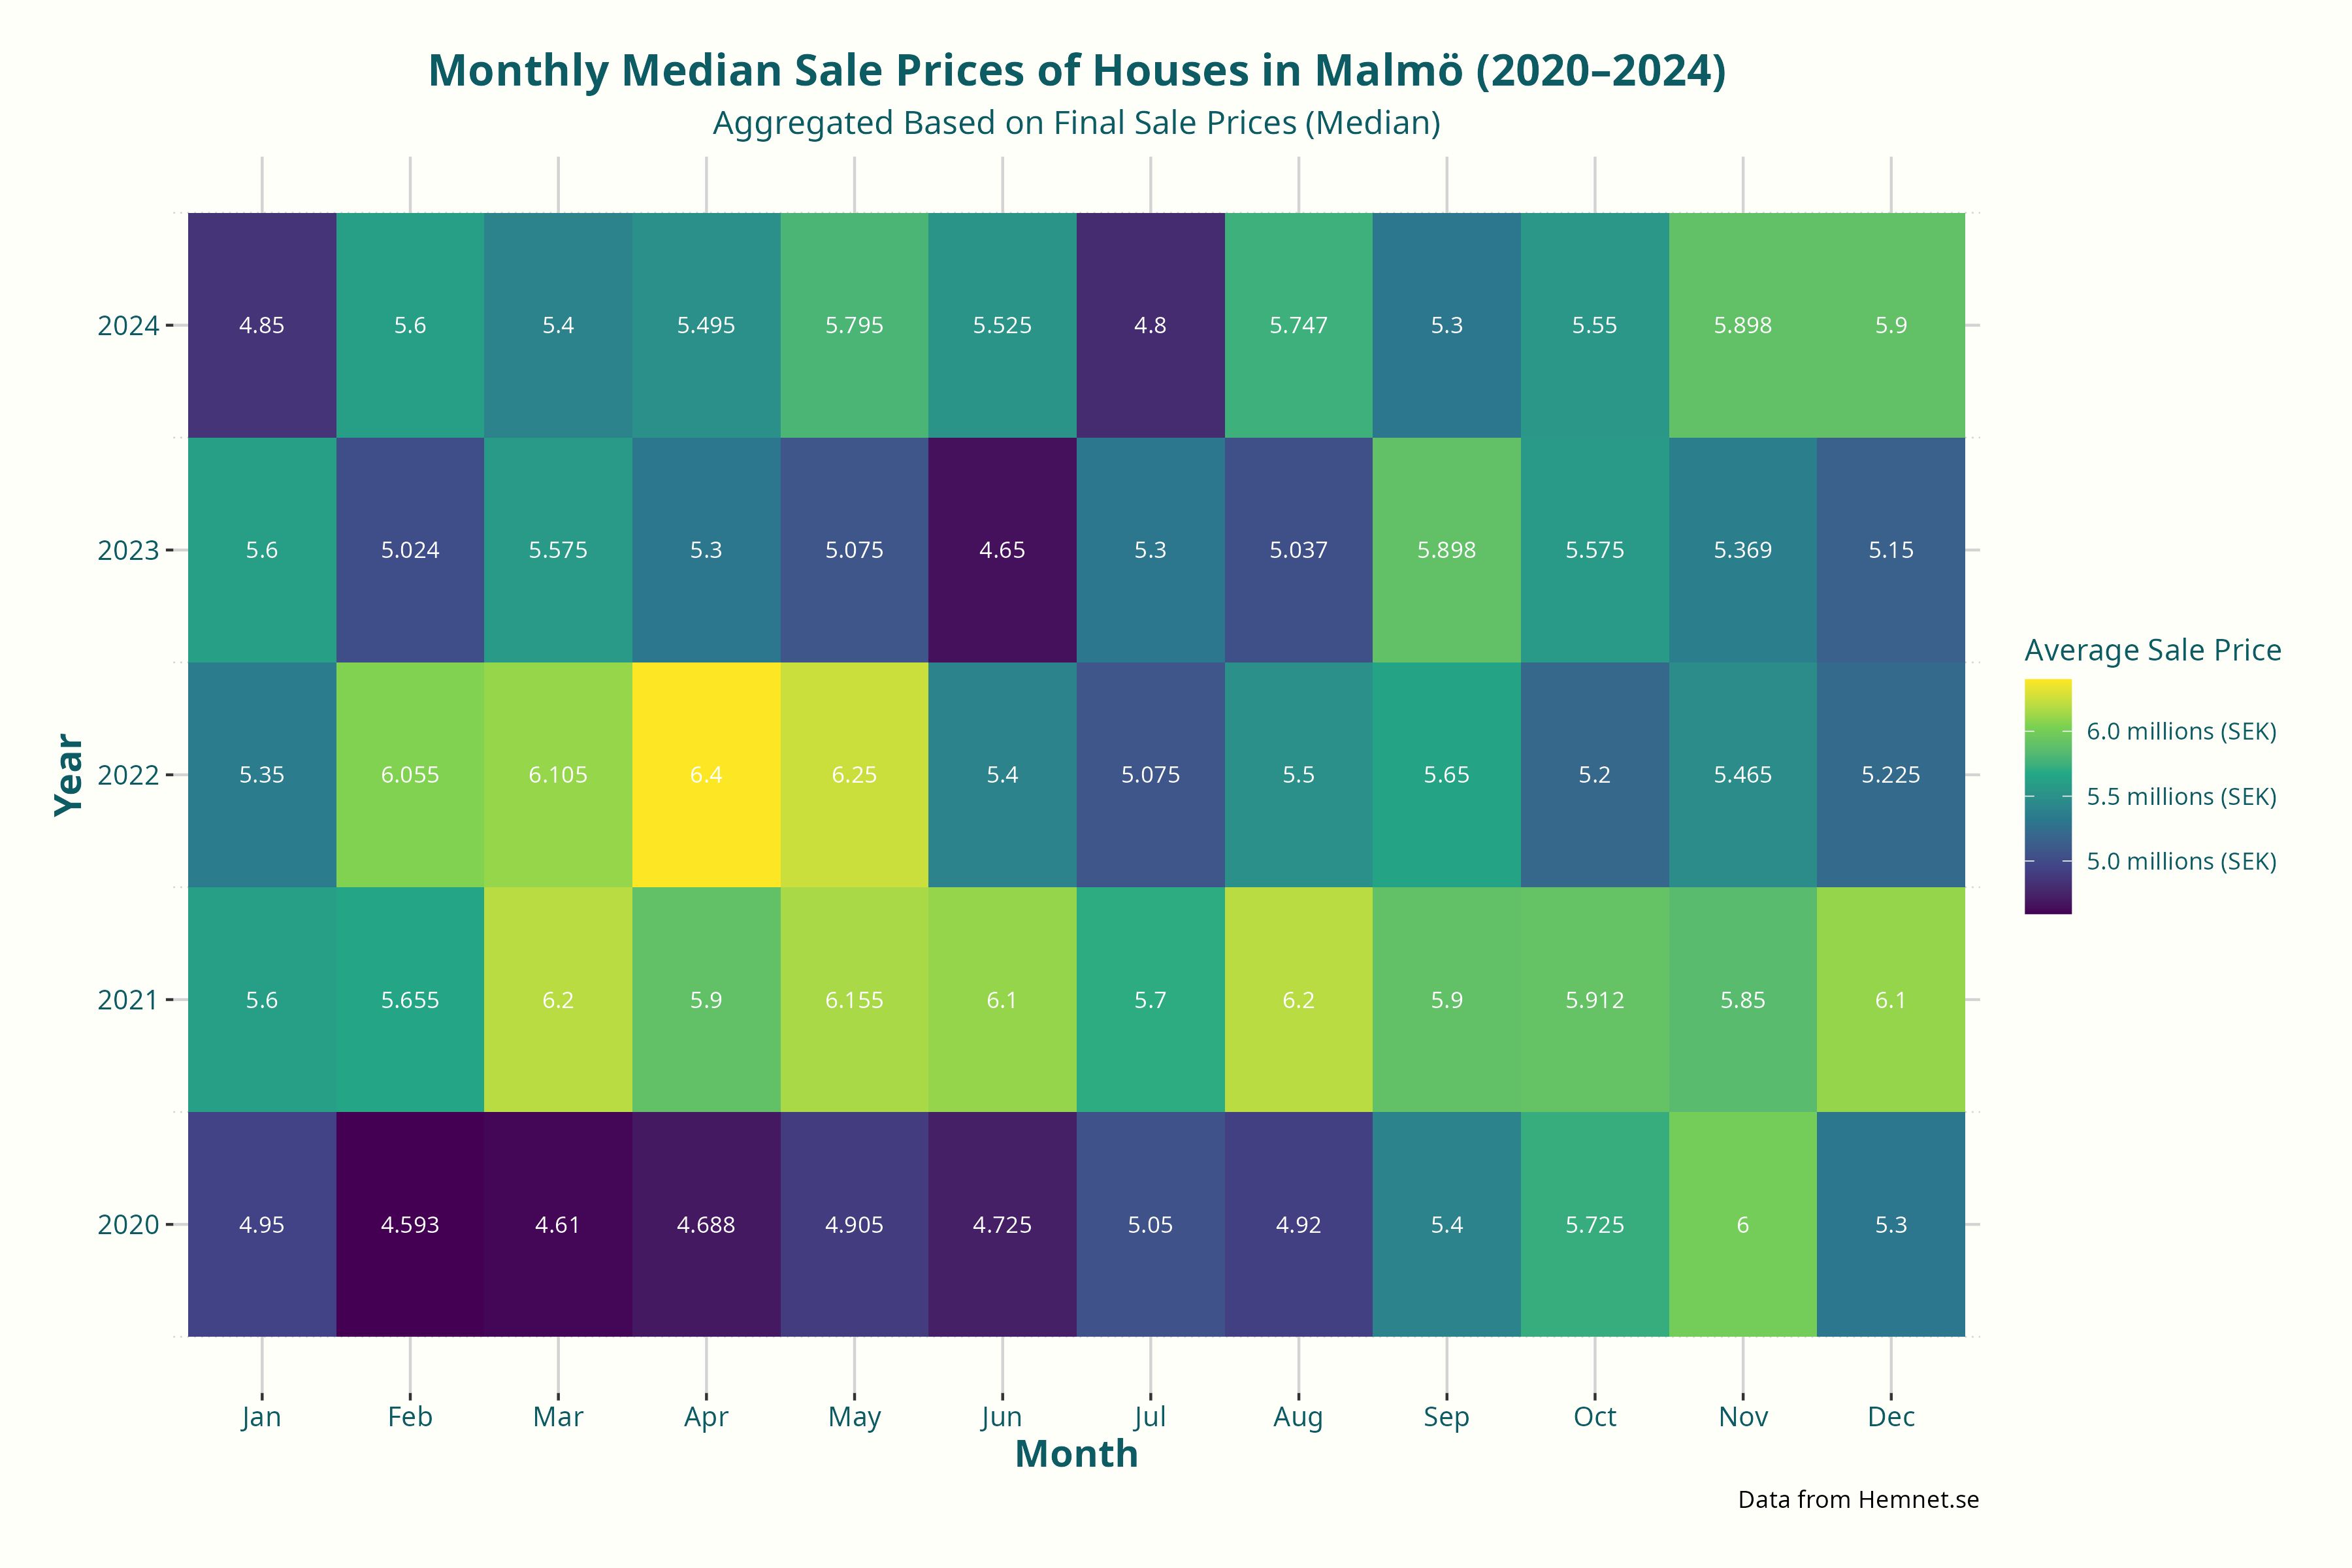 Monthly Median Sale Prices of Houses in Malmö (2020–2024)
Aggregated Based on Final Sale Prices (Median)
2024 4.85 5.6 5.4 5.495 5.795 5.525 4.8 5.747 5.3 5.55 5.898 5.9
2023 5.6 5.024 5.575 5.3 5.075 4.65 5.3 5.037 5.898 5.575 5.369 5.15
2022 5.35 6.055 6.105 6.4 6.25 5.4 5.075 5.5 5.65 5.2 5.465 5.225
2021 5.6 5.655 6.2 5.9 6.155 6.1 5.7 6.2 5.9 5.912 5.85 6.1
2020 4.95 4.593 4.61 4.688 4.905 4.725 5.05 4.92 5.4 5.725 6 5.3
Year
Jan Feb Mar Apr May Jun Jul Aug Sep Oct Nov Dec
Month
Average Sale Price
6.0 millions (SEK)
5.5 millions (SEK)
5.0 millions (SEK)
Data from Hemnet.se